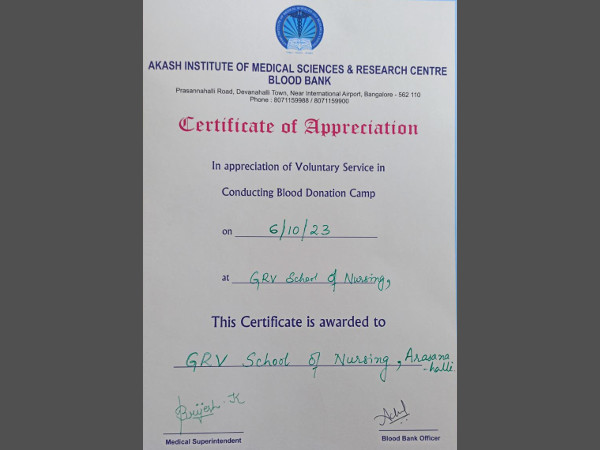 AKASH INSTITUTE OF MEDICAL SCIENCES & RESEARCH CENTRE
BLOOD BANK
Prasannahalli Road, Devanahalli Town, Near International Airport, Bangalore - 562 110
Phone : 8071159988 / 8071159900
Certificate of Appreciation
In appreciation of Voluntary Service in
Conducting Blood Donation Camp
on 6/10/23
at GRV School of Nursing,
This Certificate is awarded to
GRV School of Nursing, Arasana
-halli.
Medical Superintendent
Blood Bank Officer